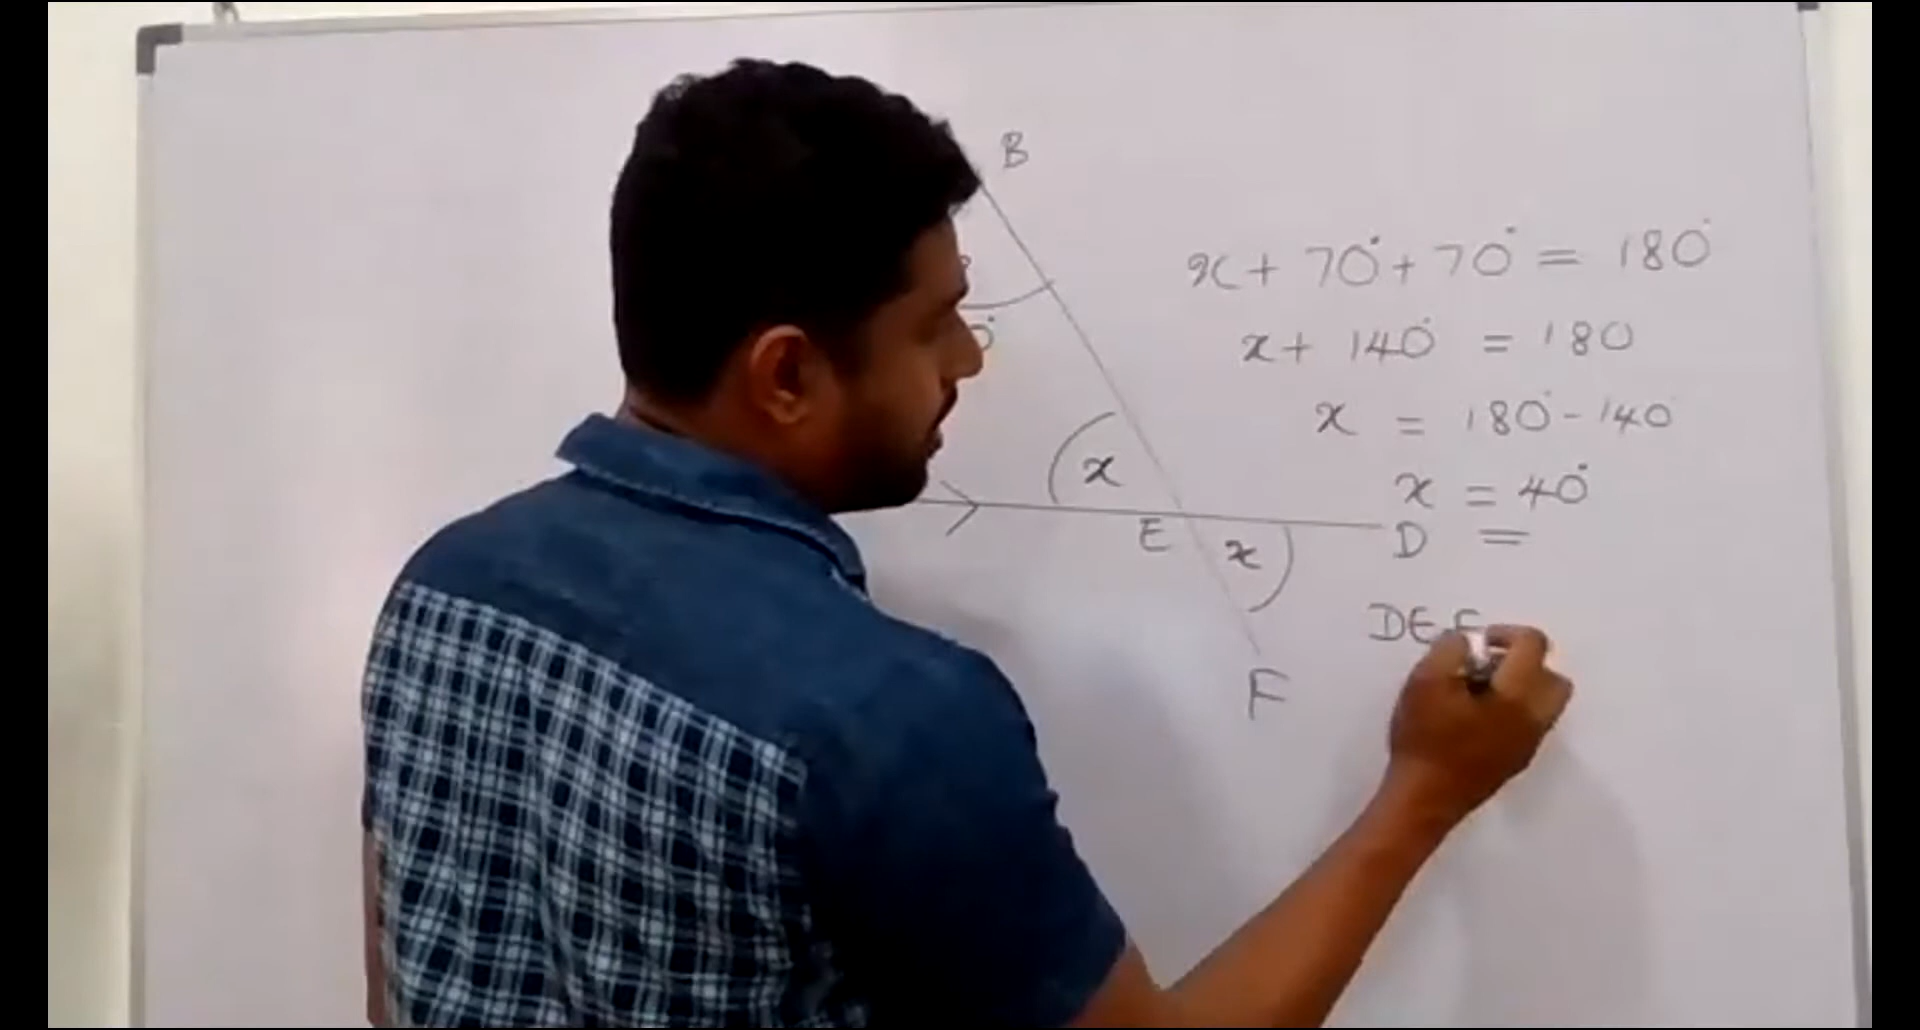 B
x + 70° + 70° = 180°
x + 140° = 180
x = 180° - 140
x
x = 40°
E
x
D
=
DEF
F